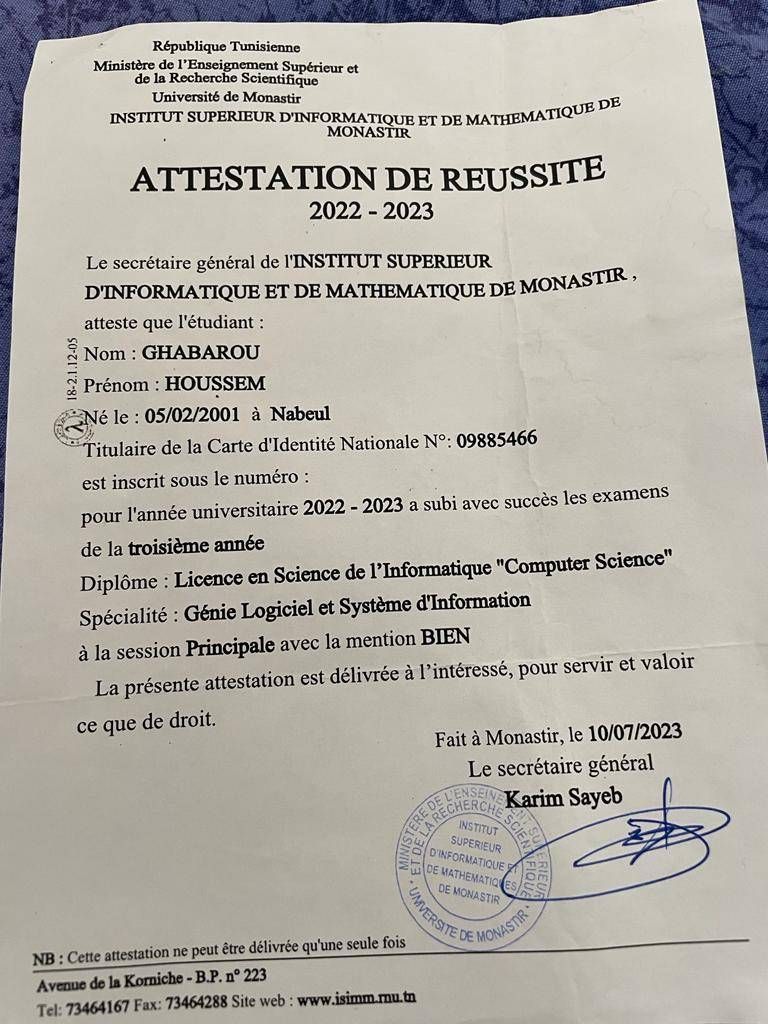 République Tunisienne
Ministère de l'Enseignement Supérieur et
de la Recherche Scientifique
Université de Monastir
INSTITUT SUPERIEUR D'INFORMATIQUE ET DE MATHEMATIQUE DE
MONASTIR
ATTESTATION DE REUSSITE
2022 - 2023
Le secrétaire général de l'INSTITUT SUPERIEUR
D'INFORMATIQUE ET DE MATHEMATIQUE DE MONASTIR ,
atteste que l'étudiant :
18-2.1.12-05
Nom : GHABAROU
Prénom : HOUSSEM
Né le : 05/02/2001 à Nabeul
Titulaire de la Carte d'Identité Nationale N°: 09885466
est inscrit sous le numéro :
pour l'année universitaire 2022 - 2023 a subi avec succès les examens
de la troisième année
Diplôme : Licence en Science de l'Informatique "Computer Science"
Spécialité : Génie Logiciel et Système d'Information
à la session Principale avec la mention BIEN
La présente attestation est délivrée à l'intéressé, pour servir et valoir
ce que de droit.
Fait à Monastir, le 10/07/2023
Le secrétaire général
Karim Sayeb
MINISTÈRE DE L'ENSEINEMENT SUPÉRIEUR
ET DE LA RECHERCHE SCIENTIFIQUE
INSTITUT
SUPERIEUR
D'INFORMATIQUE ET
DE MATHEMATIQUES
DE MONASTIR
UNIVERSITE DE MONASTIR
NB : Cette attestation ne peut être délivrée qu'une seule fois
Avenue de la Korniche - B.P. n° 223
Tel: 73464167 Fax: 73464288 Site web : www.isimm.rnu.tn